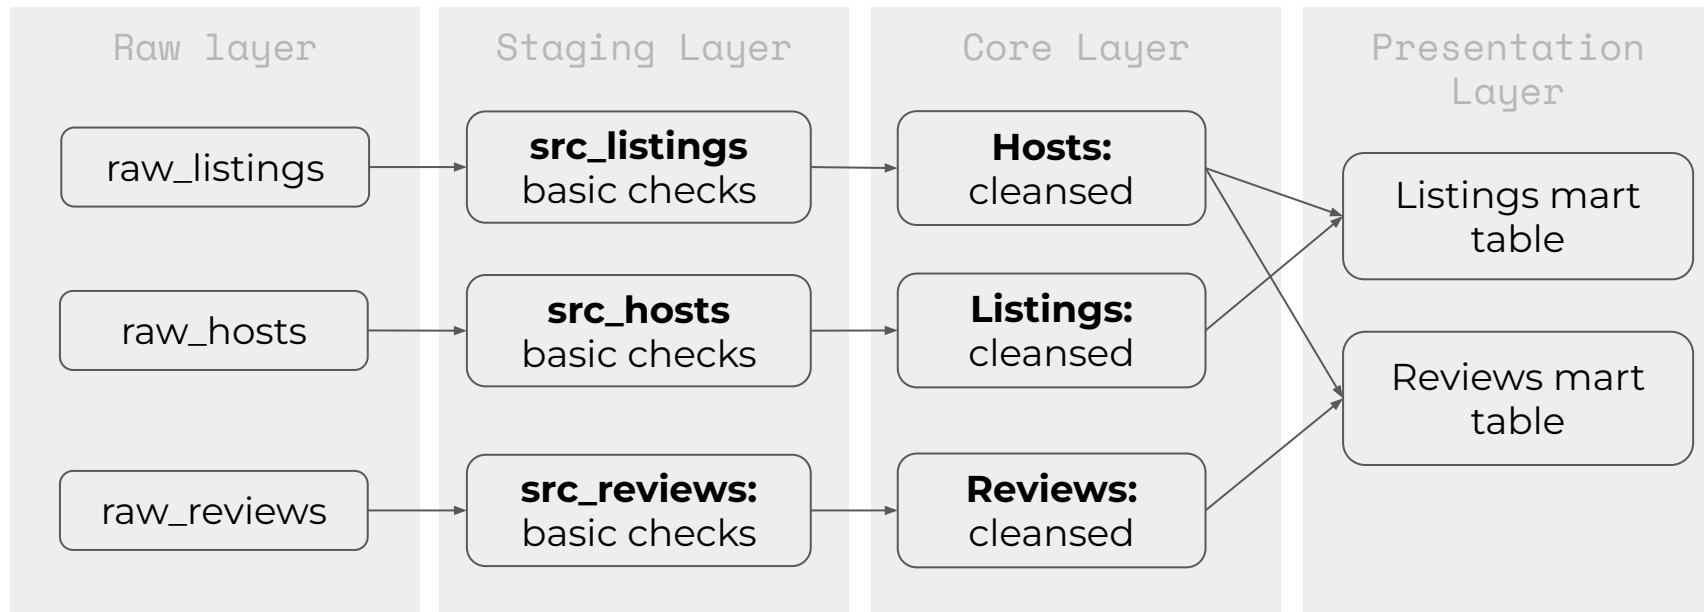 Raw layer
Staging Layer
Core Layer
Presentation
Layer
raw_listings
src_listings
basic checks
Hosts:
cleansed
Listings mart
table
raw_hosts
src_hosts
basic checks
Listings:
cleansed
Reviews mart
table
raw_reviews
src_reviews:
basic checks
Reviews:
cleansed